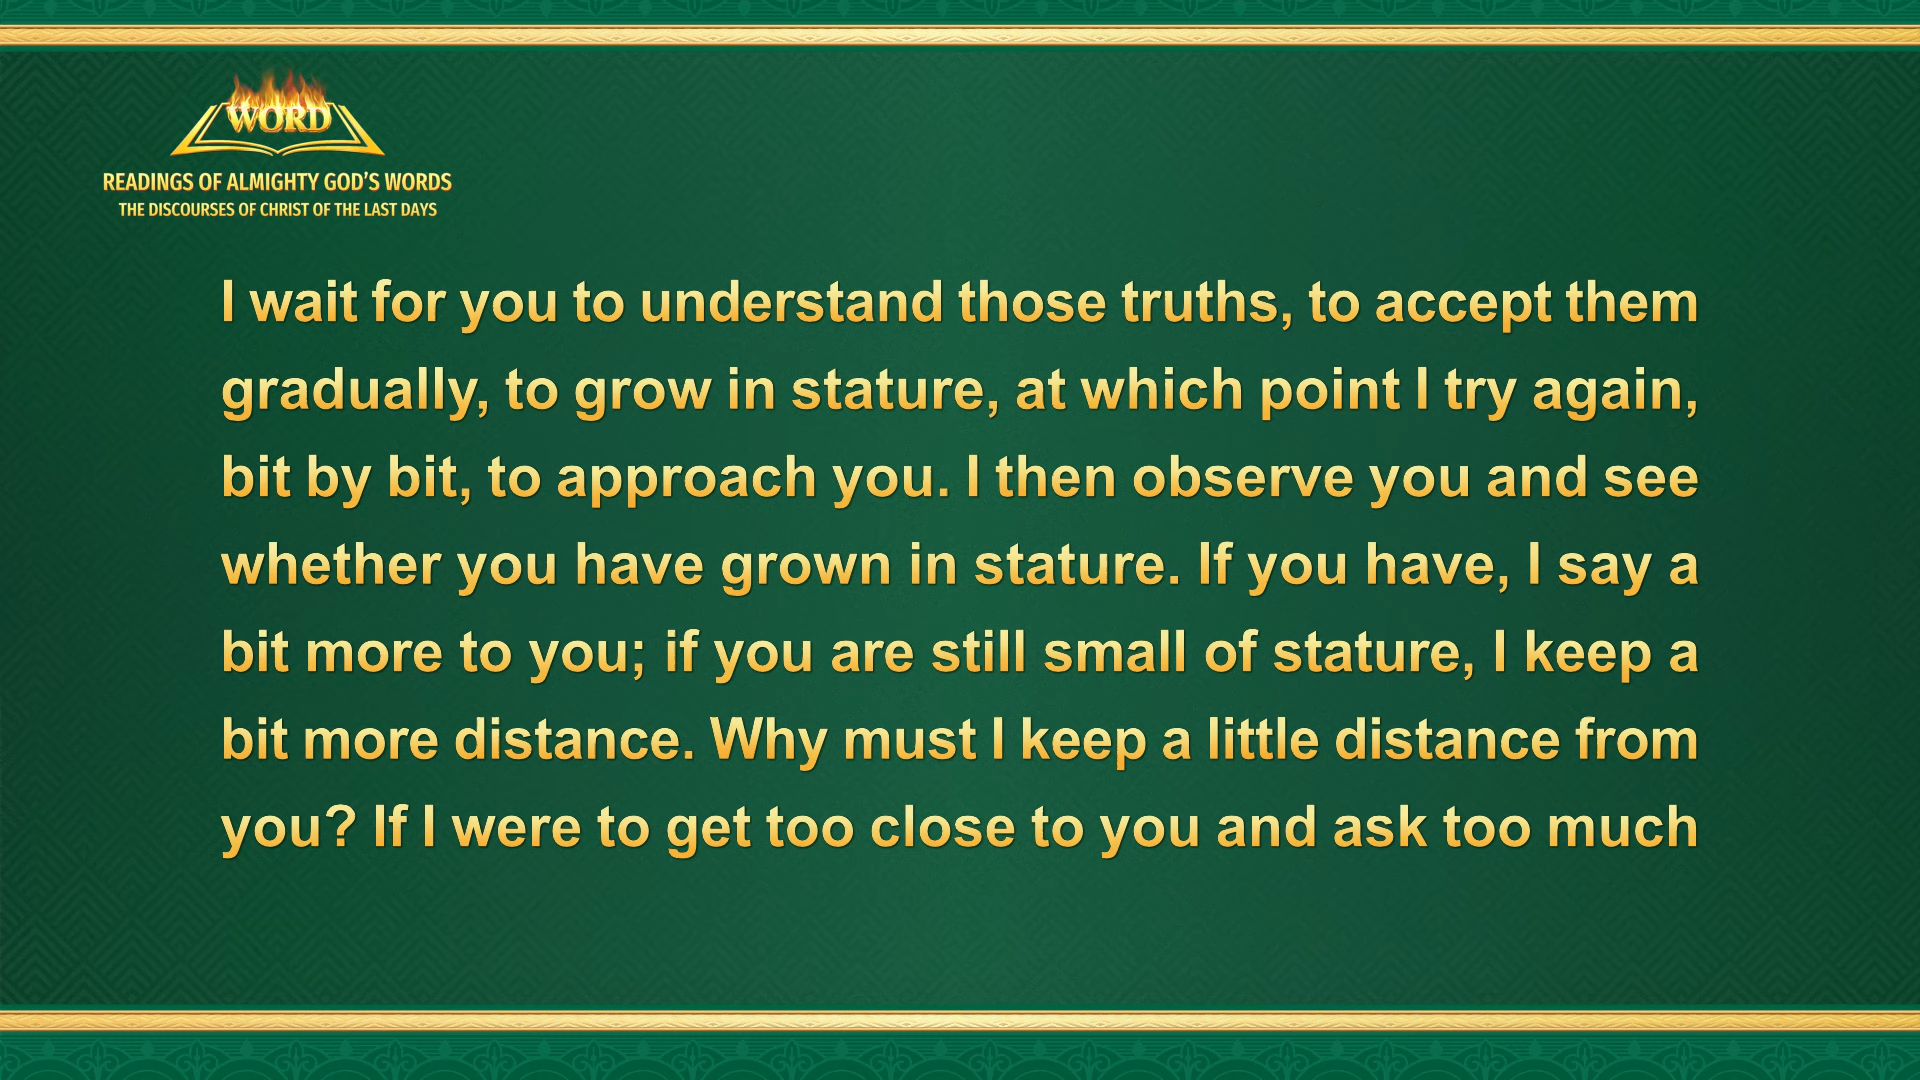 WORD
READINGS OF ALMIGHTY GOD'S WORDS
THE DISCOURSES OF CHRIST OF THE LAST DAYS
I wait for you to understand those truths, to accept them
gradually, to grow in stature, at which point I try again,
bit by bit, to approach you. I then observe you and see
whether you have grown in stature. If you have, I say a
bit more to you; if you are still small of stature, I keep a
bit more distance. Why must I keep a little distance from
you? If I were to get too close to you and ask too much